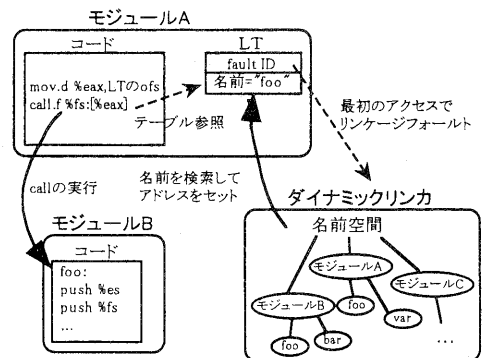 モジュールA
コード
mov.d %eax,LTのofs
call.f %fs:[%eax]
LT
fault ID
名前="foo"
テーブル参照
最初のアクセスで
リンケージフォールト
callの実行
名前を検索して
アドレスをセット
モジュールB
コード
foo:
push %es
push %fs
...
ダイナミックリンカ
名前空間
モジュールA
モジュールC
モジュールB
foo
var
foo
bar
...